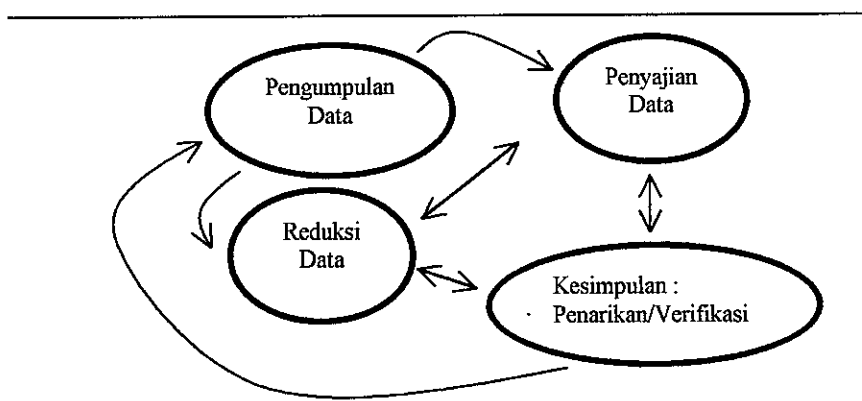 Pengumpulan
Data
Penyajian
Data
Reduksi
Data
Kesimpulan :
Penarikan/Verifikasi